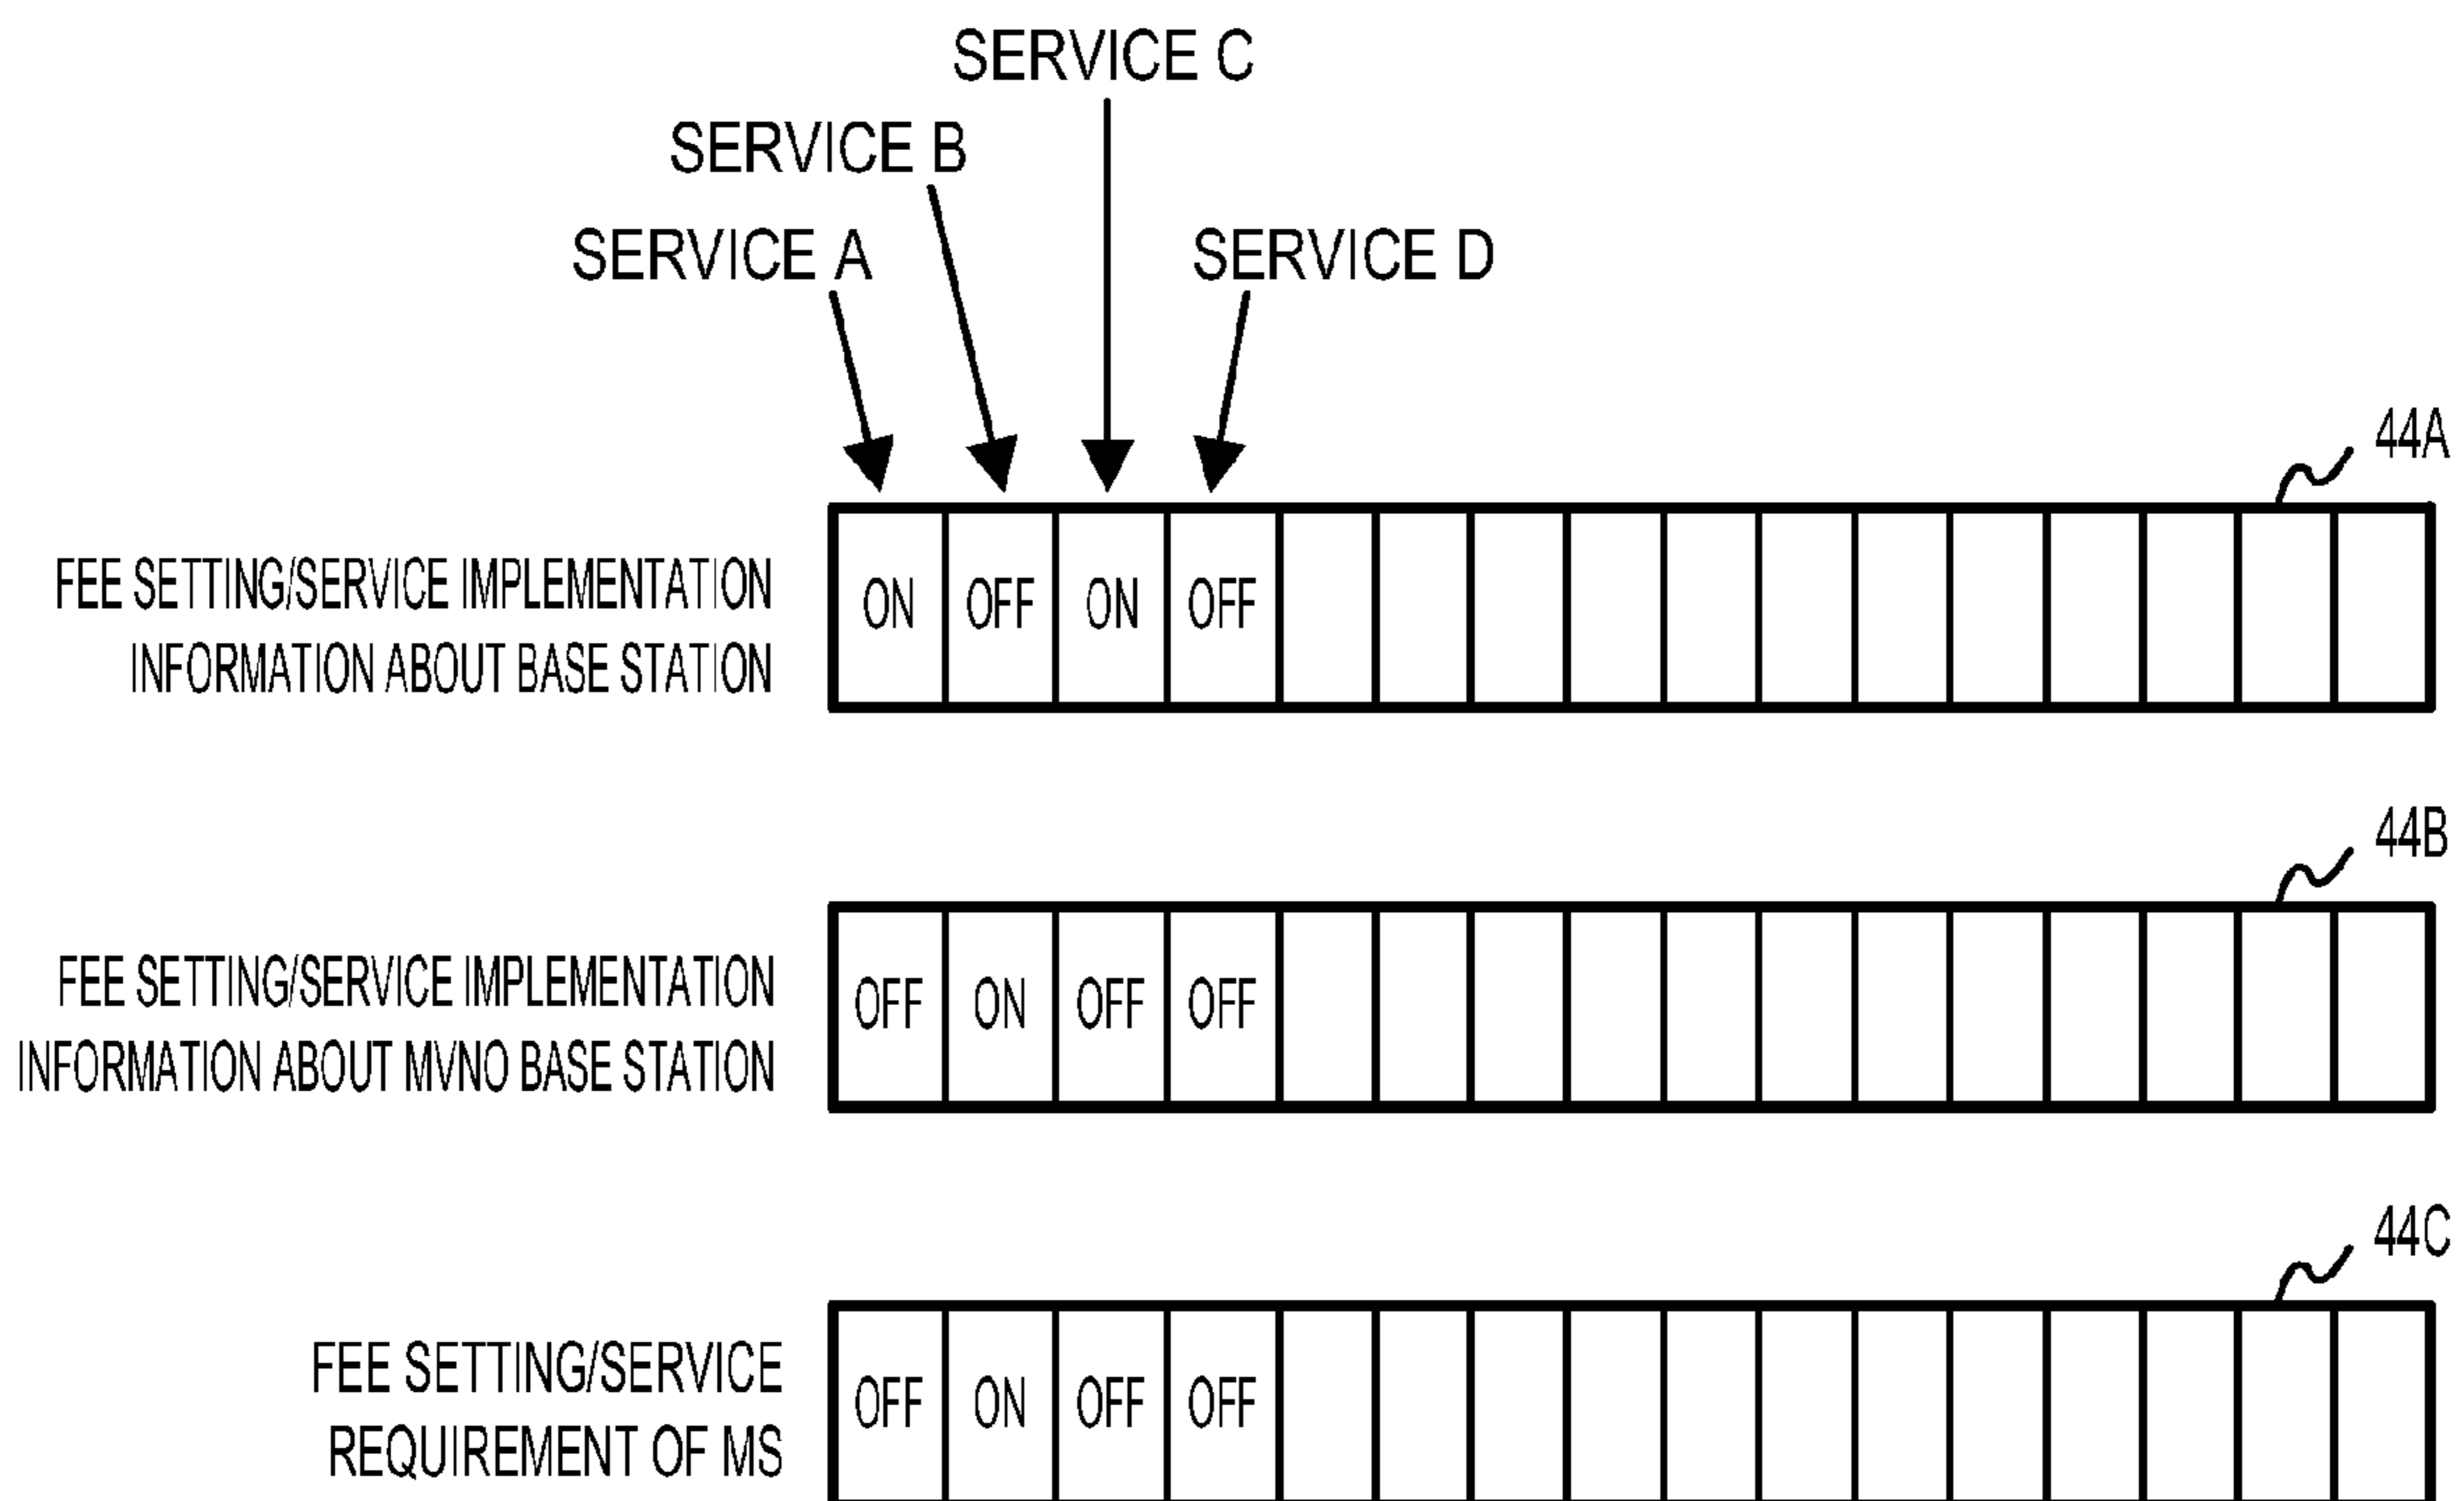 SERVICE C
SERVICE B
SERVICE A
SERVICE D
44A
FEE SETTING/SERVICE IMPLEMENTATION
INFORMATION ABOUT BASE STATION
ON OFF ON OFF
44B
FEE SETTING/SERVICE IMPLEMENTATION
INFORMATION ABOUT MVNO BASE STATION
OFF ON OFF OFF
44C
FEE SETTING/SERVICE
REQUIREMENT OF MS
OFF ON OFF OFF